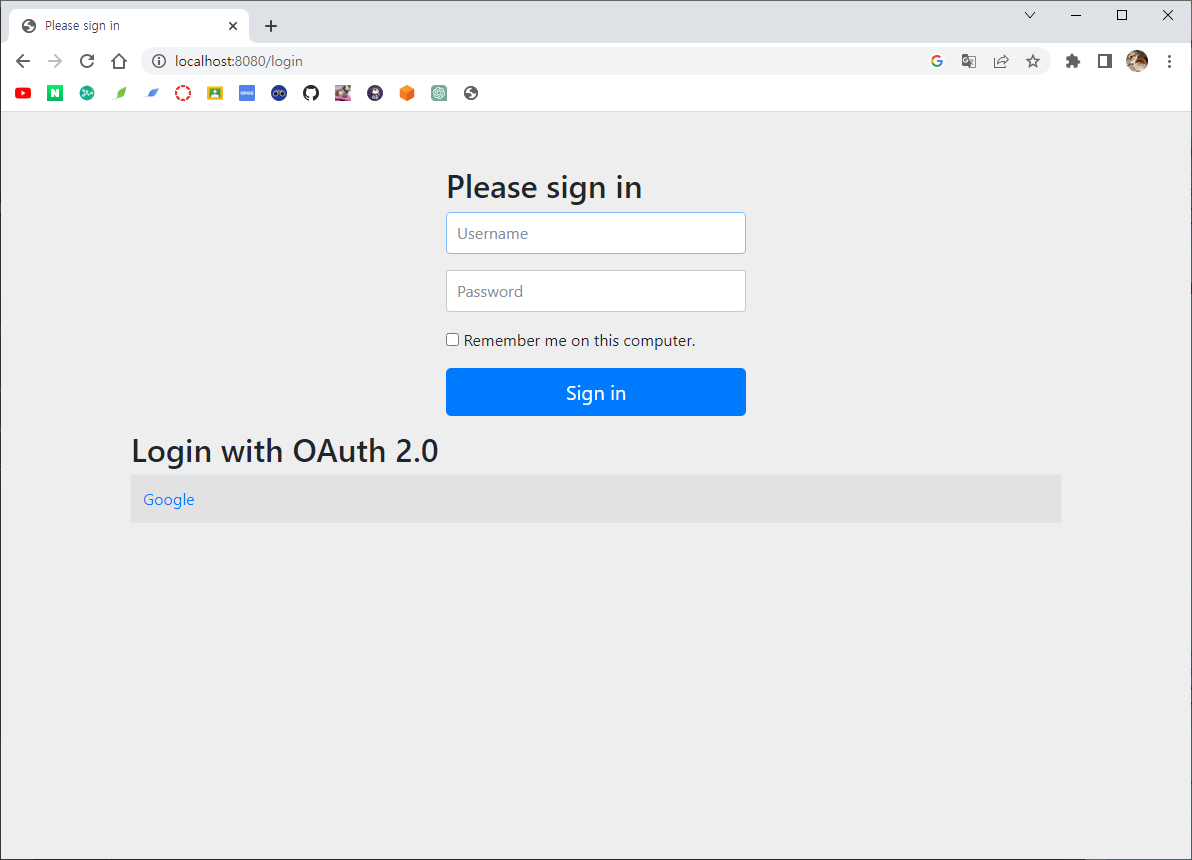 Please sign in
localhost:8080/login
Please sign in
Username
Password
Remember me on this computer.
Sign in
Login with OAuth 2.0
Google